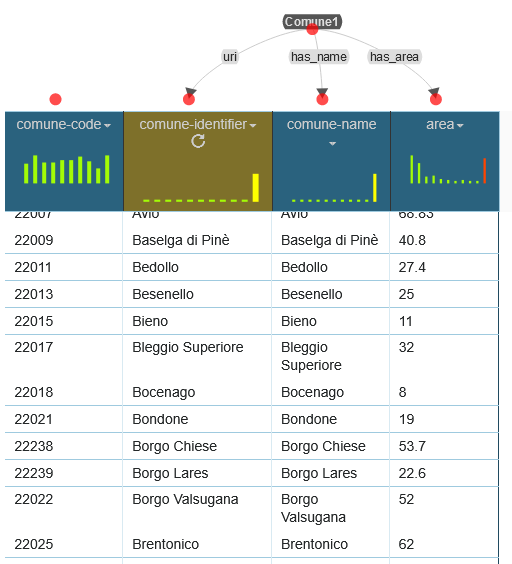 Comune1
uri has_name has_area
comune-code comune-identifier comune-name area
22007 Avio Avio 68.83
22009 Baselga di Pinè Baselga di Pinè 40.8
22011 Bedollo Bedollo 27.4
22013 Besenello Besenello 25
22015 Bieno Bieno 11
22017 Bleggio Superiore Bleggio 32
Superiore
22018 Bocenago Bocenago 8
22021 Bondone Bondone 19
22238 Borgo Chiese Borgo Chiese 53.7
22239 Borgo Lares Borgo Lares 22.6
22022 Borgo Valsugana Borgo 52
Valsugana
22025 Brentonico Brentonico 62